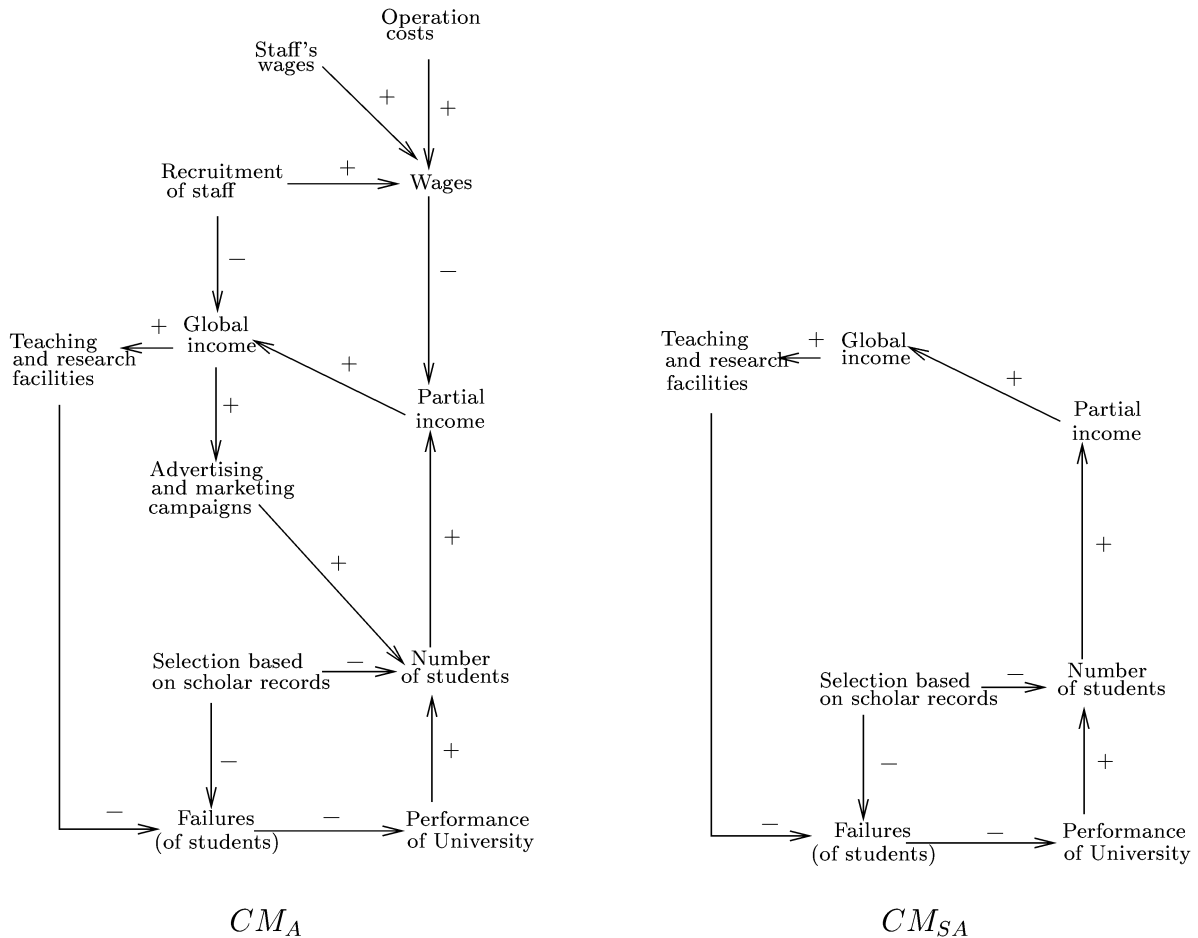 Operation
costs
Staff's
wages
+
+
Recruitment
of staff
+
Wages
−
−
Teaching
and research
facilities
+
Global
income
+
Partial
income
+
Advertising
and marketing
campaigns
+
+
Selection based
on scholar records
−
Number
of students
−
+
−
Failures
(of students)
−
Performance
of University
CM_A
Teaching
and research
facilities
+
Global
income
+
Partial
income
+
Selection based
on scholar records
−
Number
of students
−
+
−
Failures
(of students)
−
Performance
of University
CM_SA